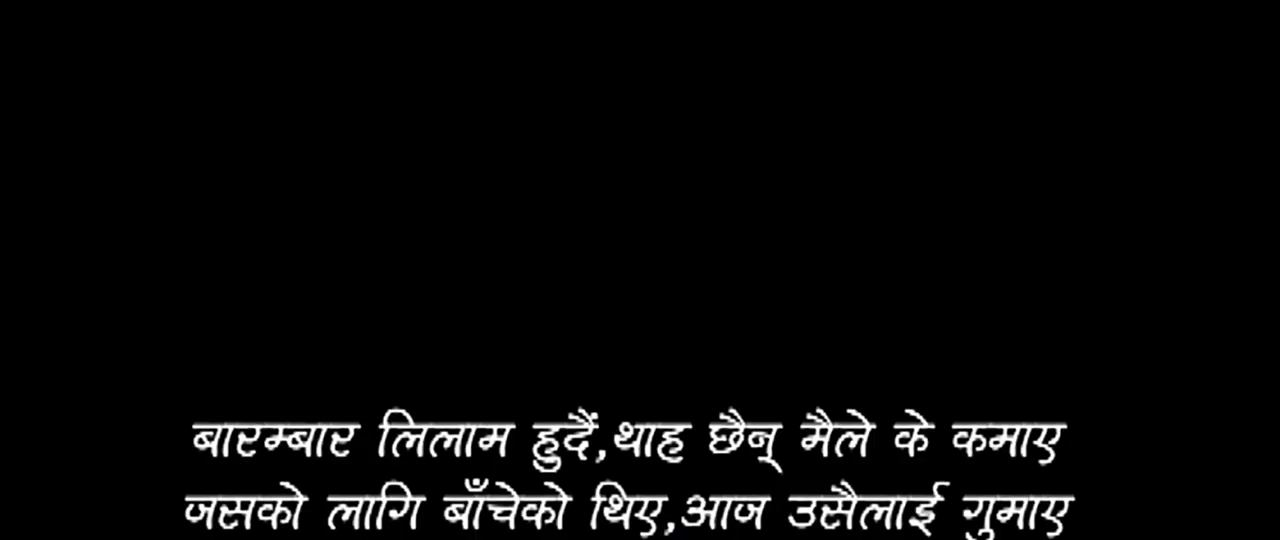 बारम्बार लिलाम हुदैं,थाह छैन् मैले के कमाए
जसको लागि बाँचेको थिए,आज उसैलाई गुमाए